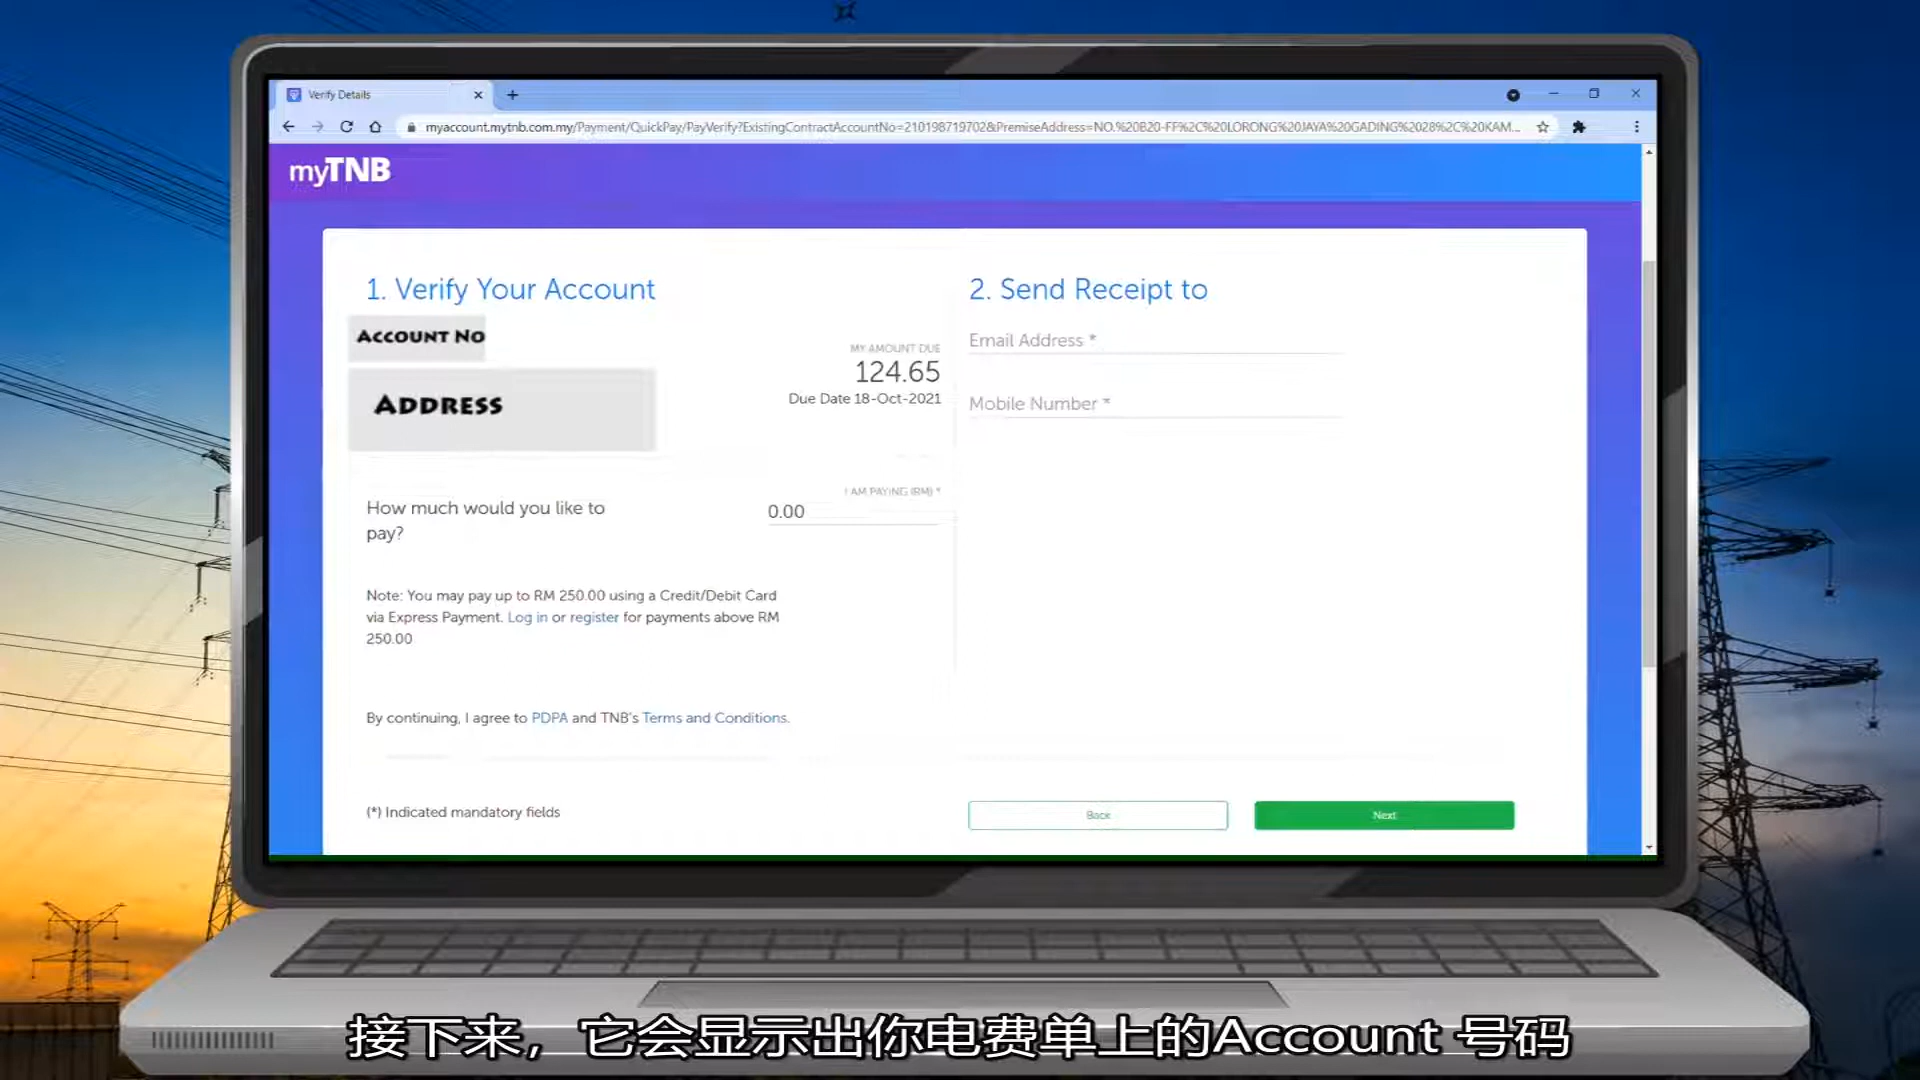 Verify Details
myaccount.mytnb.com.my/Payment/QuickPay/PayVerify?ExistingContractAccountNo=210198719702&PremiseAddress=NO.%20B20-FF%2C%20LORONG%20JAYA%20GADING%2028%2C%20KAM...
myTNB
1. Verify Your Account
ACCOUNT NO
ADDRESS
MY AMOUNT DUE
124.65
Due Date 18-Oct-2021
How much would you like to
pay?
I AM PAYING (RM) *
0.00
Note: You may pay up to RM 250.00 using a Credit/Debit Card
via Express Payment. Log in or register for payments above RM
250.00
By continuing, I agree to PDPA and TNB's Terms and Conditions.
(*) Indicated mandatory fields
2. Send Receipt to
Email Address *
Mobile Number *
Back
Next
接下来，它会显示出你电费单上的Account 号码